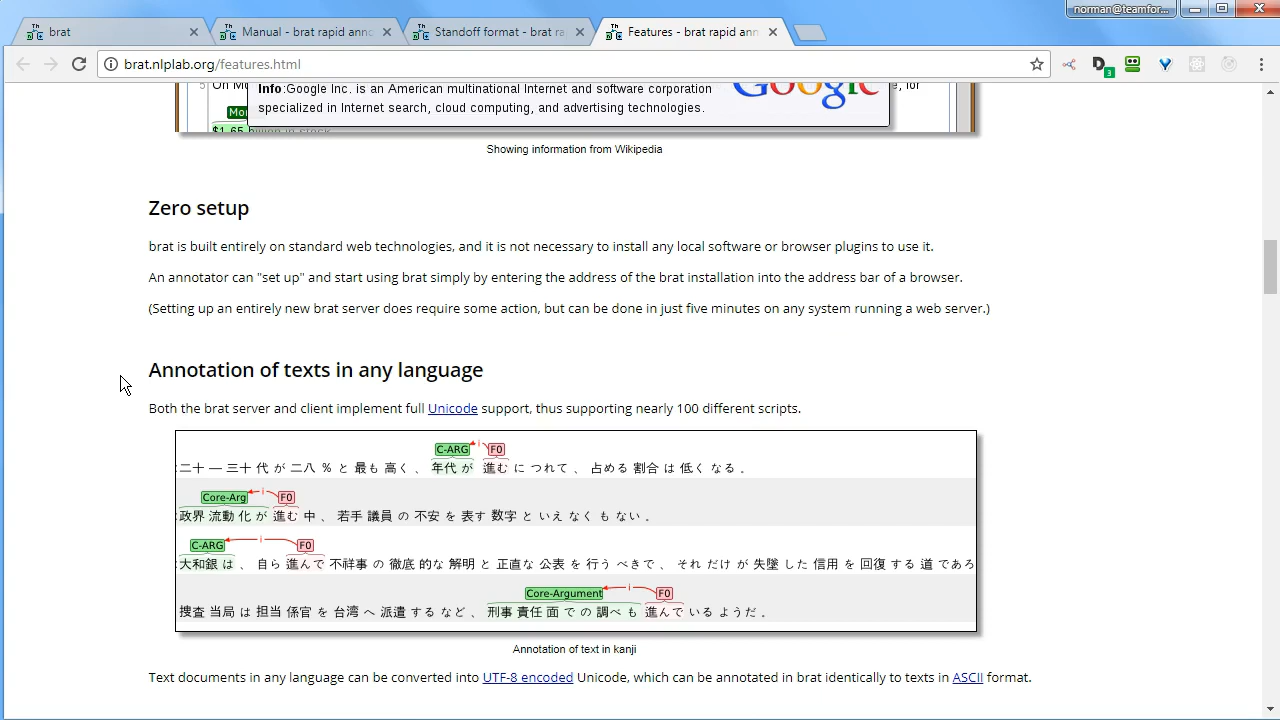 norman@teamfor...
brat
Manual - brat rapid anno
Standoff format - brat ra
Features - brat rapid ann
brat.nlplab.org/features.html
3
5
Info:Google Inc. is an American multinational Internet and software corporation
, for
specialized in Internet search, cloud computing, and advertising technologies.
Google
Mon
$1.65 billion in stock
Showing information from Wikipedia
Zero setup
brat is built entirely on standard web technologies, and it is not necessary to install any local software or browser plugins to use it.
An annotator can "set up" and start using brat simply by entering the address of the brat installation into the address bar of a browser.
(Setting up an entirely new brat server does require some action, but can be done in just five minutes on any system running a web server.)
Annotation of texts in any language
Both the brat server and client implement full Unicode support, thus supporting nearly 100 different scripts.
C-ARG i F0
二十 ― 三十 代 が 二八 % と 最も 高く 、 年代 が 進む に つれて 、 占める 割合 は 低く なる 。
Core-Arg i F0
政界 流動 化 が 進む 中 、 若手 議員 の 不安 を 表す 数字 と いえ なく も ない 。
C-ARG i F0
大和銀 は 、 自ら 進んで 不祥事 の 徹底 的な 解明 と 正直な 公表 を 行う べきで 、 それ だけ が 失墜 した 信用 を 回復 する 道 であろ
Core-Argument i F0
捜査 当局 は 担当 係官 を 台湾 へ 派遣 する など 、 刑事 責任 面 で の 調べ も 進んで いる ようだ 。
Annotation of text in kanji
Text documents in any language can be converted into UTF-8 encoded Unicode, which can be annotated in brat identically to texts in ASCII format.